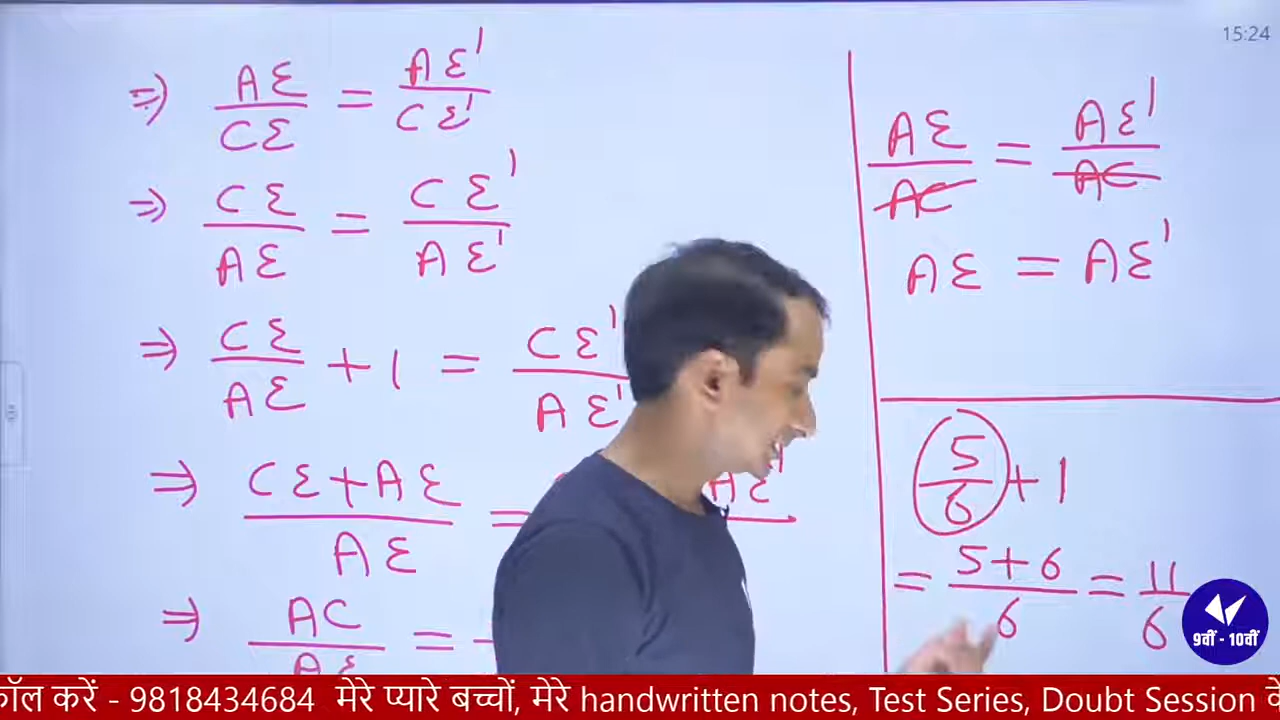 15:24
⇒ AE/CE = AE'/CE'
⇒ CE/AE = CE'/AE'
⇒ CE/AE + 1 = CE'/AE'
⇒ CE+AE/AE = AE'
⇒ AC/AE =
AE/AC = AE'/AC
AE = AE'
5/6 + 1
= 5+6/6 = 11/6
9वीं - 10वीं
कॉल करें - 9818434684 मेरे प्यारे बच्चों, मेरे handwritten notes, Test Series, Doubt Session के